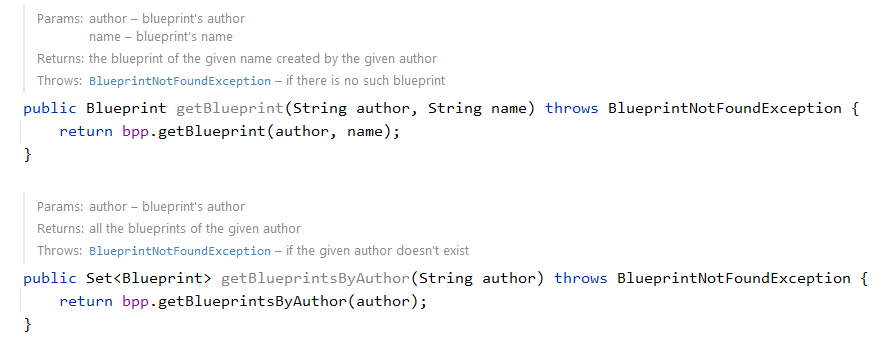 Params: author – blueprint's author
name – blueprint's name
Returns: the blueprint of the given name created by the given author
Throws: BlueprintNotFoundException – if there is no such blueprint
public Blueprint getBlueprint(String author, String name) throws BlueprintNotFoundException {
    return bpp.getBlueprint(author, name);
}
Params: author – blueprint's author
Returns: all the blueprints of the given author
Throws: BlueprintNotFoundException – if the given author doesn't exist
public Set<Blueprint> getBlueprintsByAuthor(String author) throws BlueprintNotFoundException {
    return bpp.getBlueprintsByAuthor(author);
}